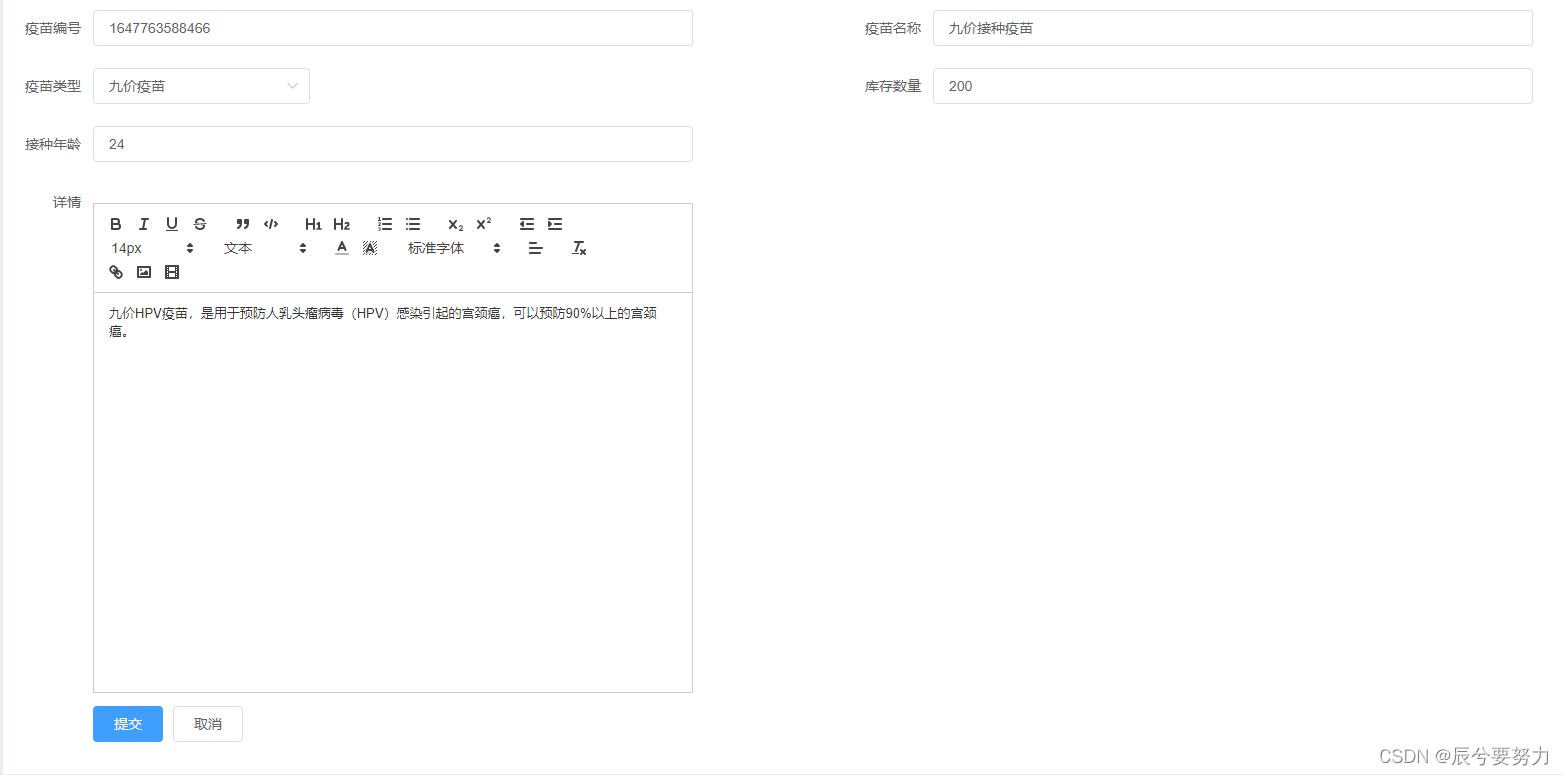 疫苗编号 1647763588466 疫苗名称 九价接种疫苗
疫苗类型 九价疫苗 库存数量 200
接种年龄 24
详情
B I U S H1 H2 X₂ X²
14px 文本 A A 标准字体 Tx
九价HPV疫苗，是用于预防人乳头瘤病毒（HPV）感染引起的宫颈癌，可以预防90%以上的宫颈
癌。
提交 取消
CSDN @辰兮要努力